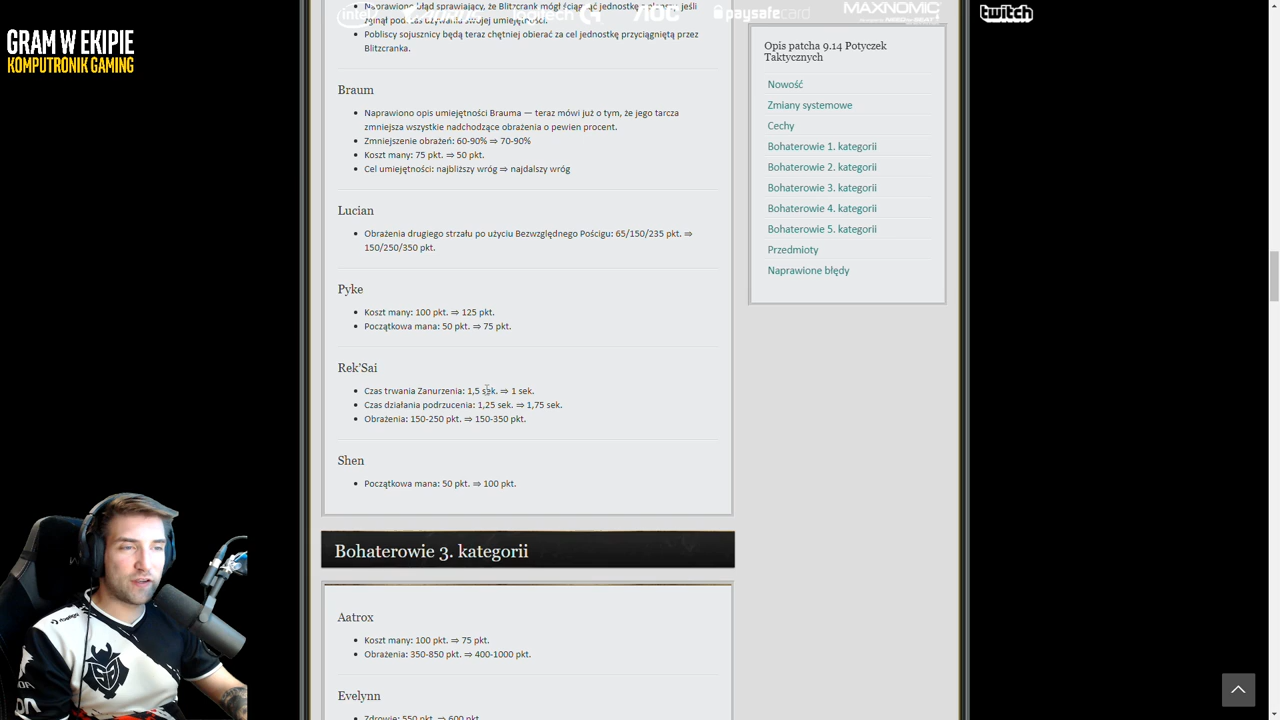 Naprawiono błąd sprawiający, że Blitzcrank mógł ściągnąć jednostkę z planszy, jeśli
zginął podczas używania swojej umiejętności.
Pobliscy sojusznicy będą teraz chętniej obierać za cel jednostkę przyciągniętą przez
Blitzcranka.
intel
AOC
paysafecard
MAXNOMIC
twitch
GRAM W EKIPIE
KOMPUTRONIK GAMING
Braum
Naprawiono opis umiejętności Brauma — teraz mówi już o tym, że jego tarcza
zmniejsza wszystkie nadchodzące obrażenia o pewien procent.
Zmniejszenie obrażeń: 60-90% ⇒ 70-90%
Koszt many: 75 pkt. ⇒ 50 pkt.
Cel umiejętności: najbliższy wróg ⇒ najdalszy wróg
Lucian
Obrażenia drugiego strzału po użyciu Bezwzględnego Pościgu: 65/150/235 pkt. ⇒
150/250/350 pkt.
Pyke
Koszt many: 100 pkt. ⇒ 125 pkt.
Początkowa mana: 50 pkt. ⇒ 75 pkt.
Rek’Sai
Czas trwania Zanurzenia: 1,5 sek. ⇒ 1 sek.
Czas działania podrzucenia: 1,25 sek. ⇒ 1,75 sek.
Obrażenia: 150-250 pkt. ⇒ 150-350 pkt.
Shen
Początkowa mana: 50 pkt. ⇒ 100 pkt.
Bohaterowie 3. kategorii
Aatrox
Koszt many: 100 pkt. ⇒ 75 pkt.
Obrażenia: 350-850 pkt. ⇒ 400-1000 pkt.
Evelynn
Zdrowie: 550 pkt. ⇒ 600 pkt.
Opis patcha 9.14 Potyczek
Taktycznych
Nowość
Zmiany systemowe
Cechy
Bohaterowie 1. kategorii
Bohaterowie 2. kategorii
Bohaterowie 3. kategorii
Bohaterowie 4. kategorii
Bohaterowie 5. kategorii
Przedmioty
Naprawione błędy
G2